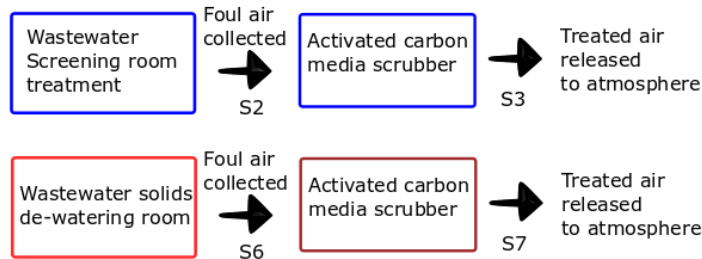 Wastewater
Screening room
treatment
Foul air
collected
S2
Activated carbon
media scrubber
S3
Treated air
released
to atmosphere
Wastewater solids
de-watering room
Foul air
collected
S6
Activated carbon
media scrubber
S7
Treated air
released
to atmosphere